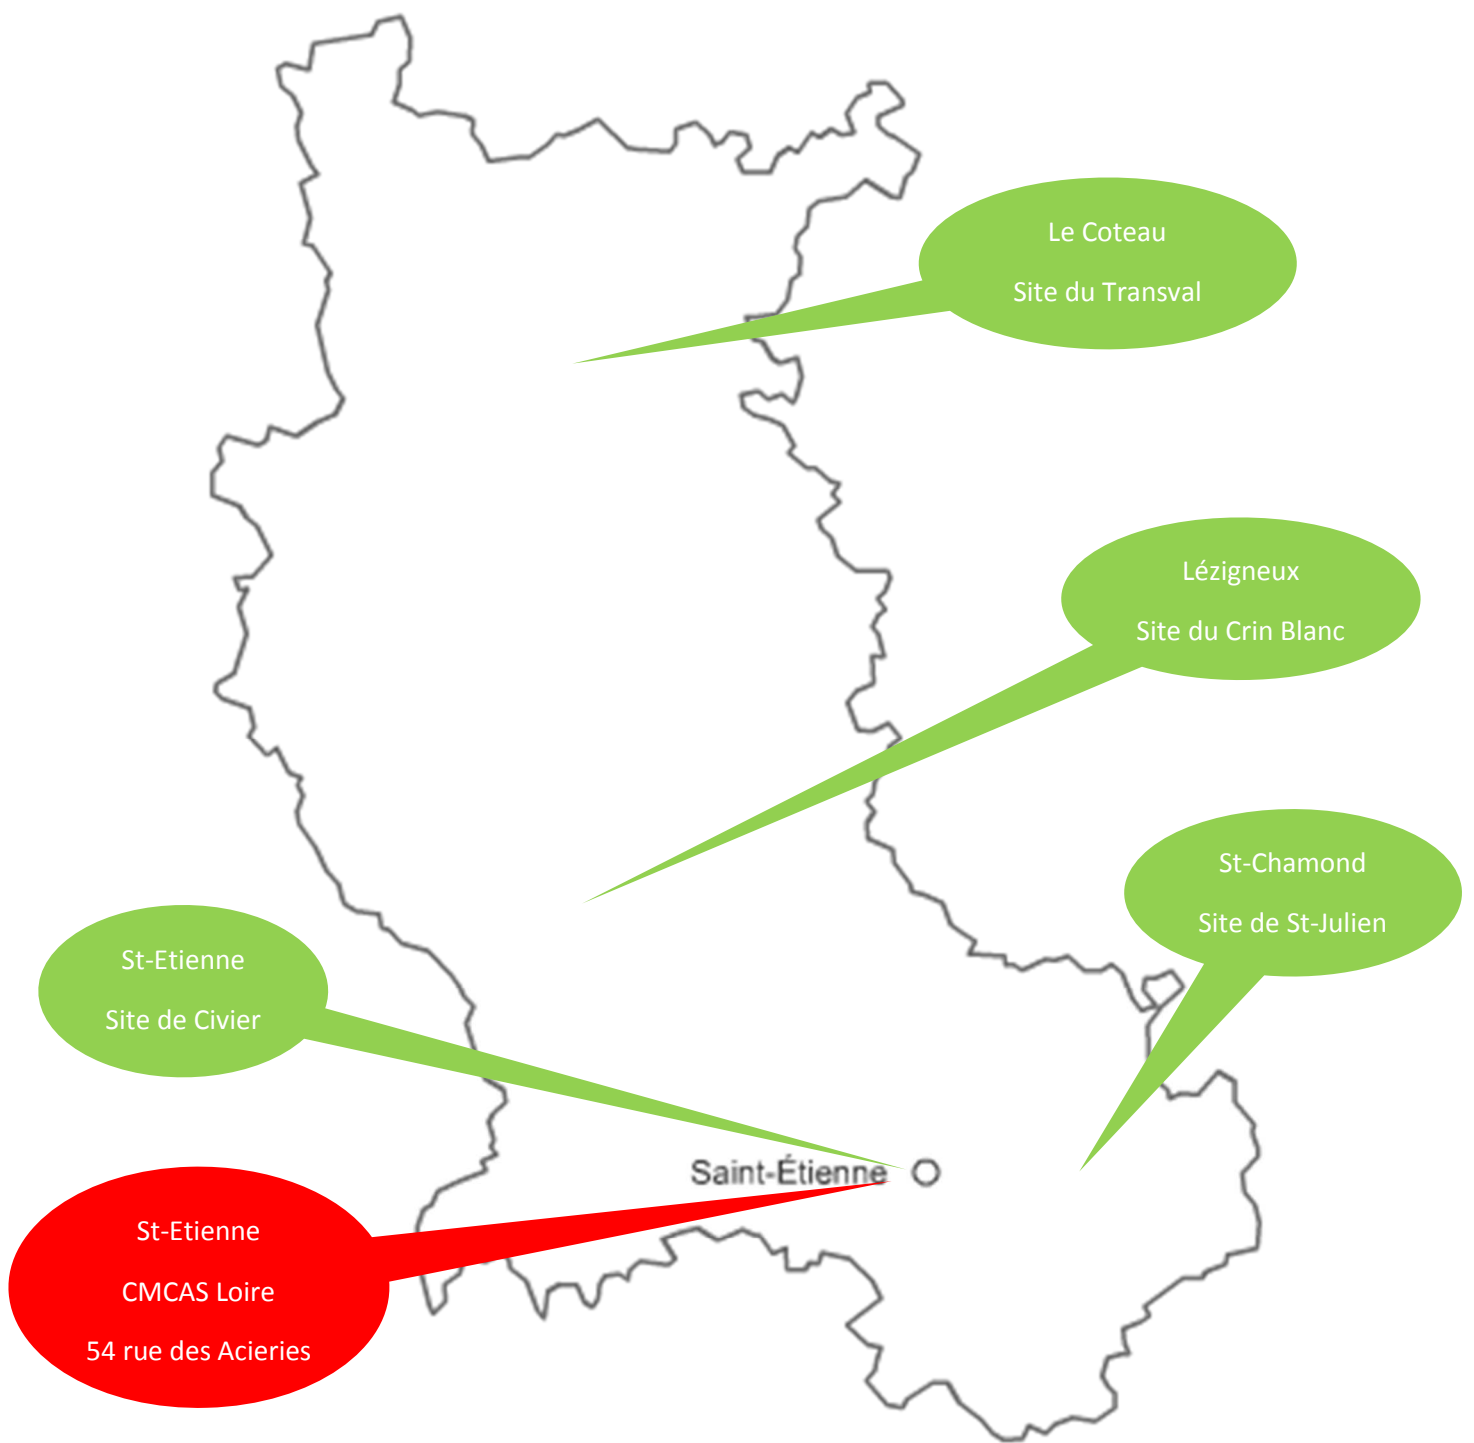 Le Coteau
Site du Transval
Lézigneux
Site du Crin Blanc
St-Chamond
Site de St-Julien
St-Etienne
Site de Civier
Saint-Étienne
St-Etienne
CMCAS Loire
54 rue des Acieries